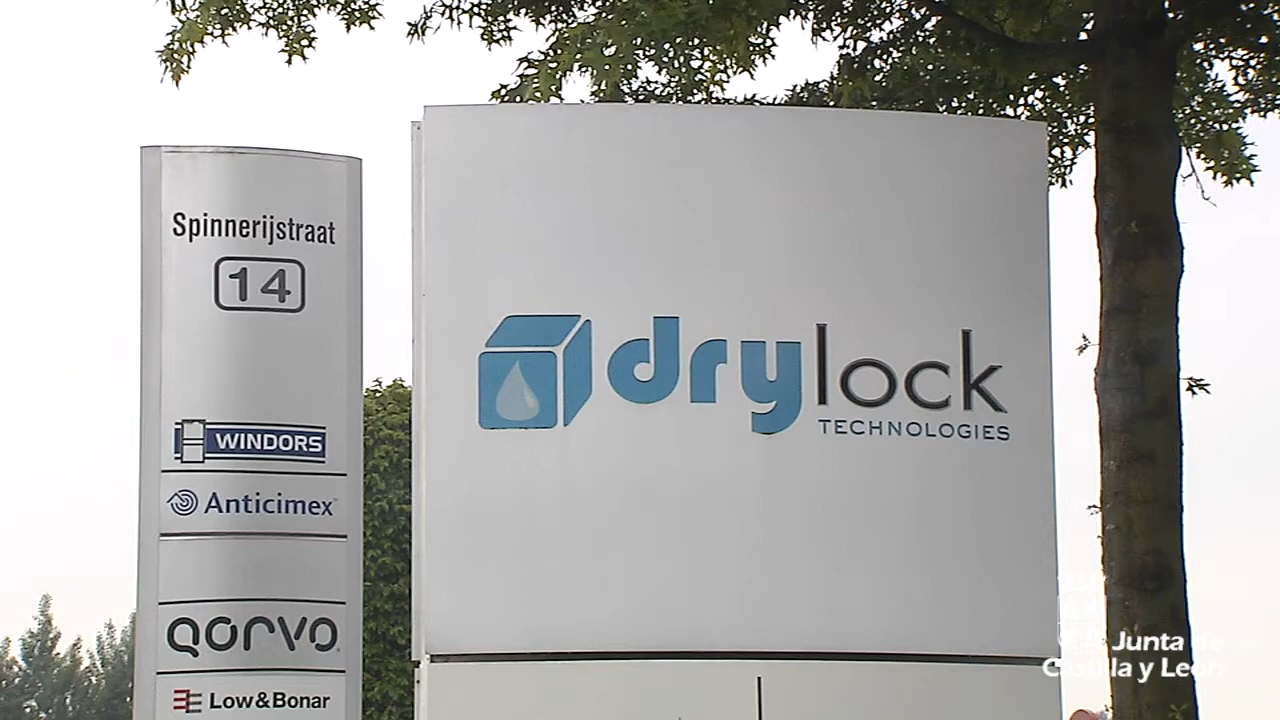 Spinnerijstraat
14
WINDORS
Anticimex
QORVO
Low&Bonar
drylock
TECHNOLOGIES
Junta de
Castilla y León